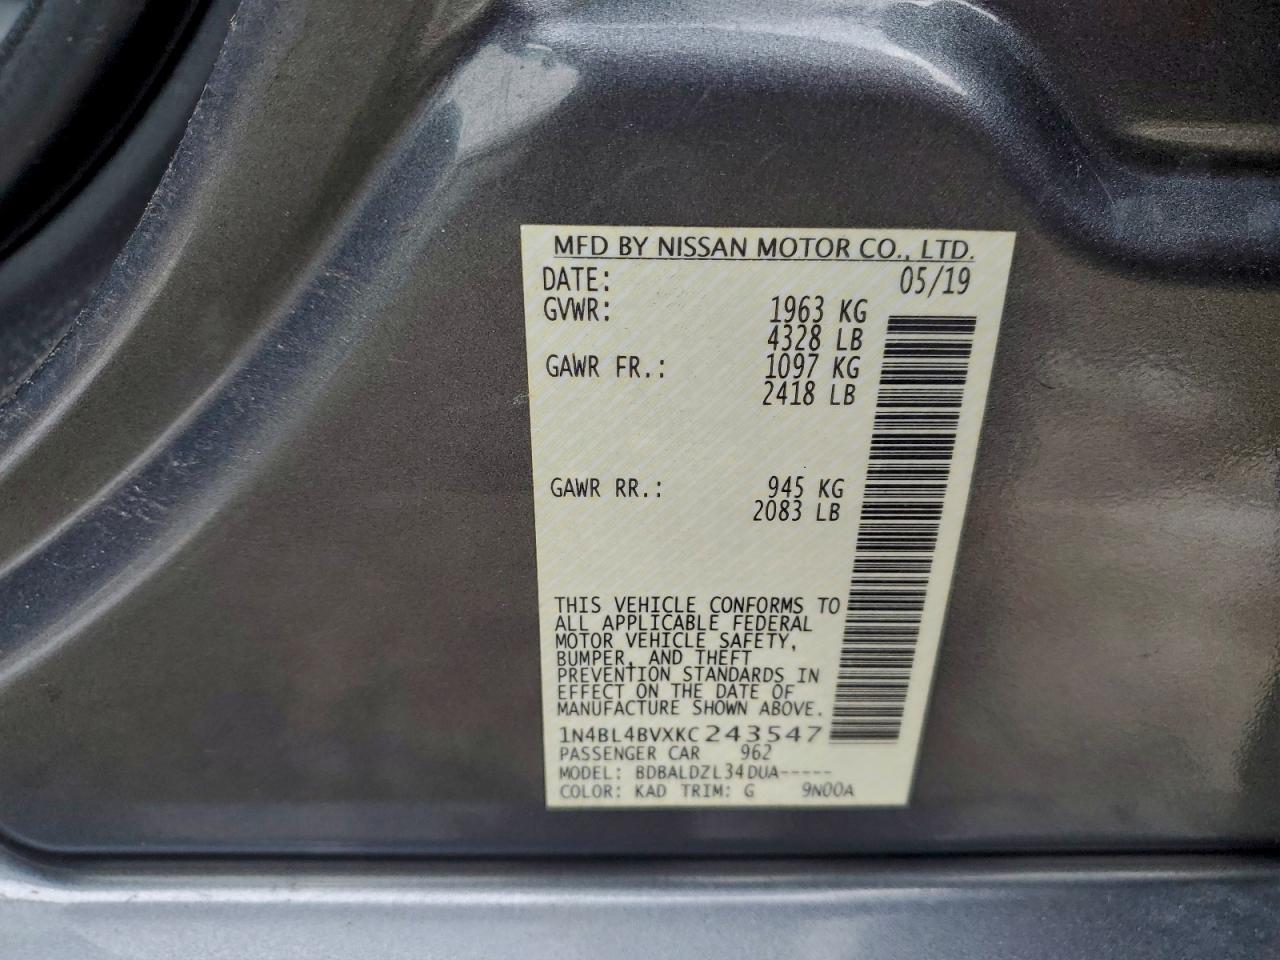 MFD BY NISSAN MOTOR CO., LTD.
DATE: 05/19
GVWR: 1963 KG
4328 LB
GAWR FR.: 1097 KG
2418 LB
GAWR RR.: 945 KG
2083 LB
THIS VEHICLE CONFORMS TO
ALL APPLICABLE FEDERAL
MOTOR VEHICLE SAFETY,
BUMPER, AND THEFT
PREVENTION STANDARDS IN
EFFECT ON THE DATE OF
MANUFACTURE SHOWN ABOVE.
1N4BL4BVXKC243547
PASSENGER CAR 962
MODEL: BDBALDZL34DUA-----
COLOR: KAD TRIM: G 9N00A